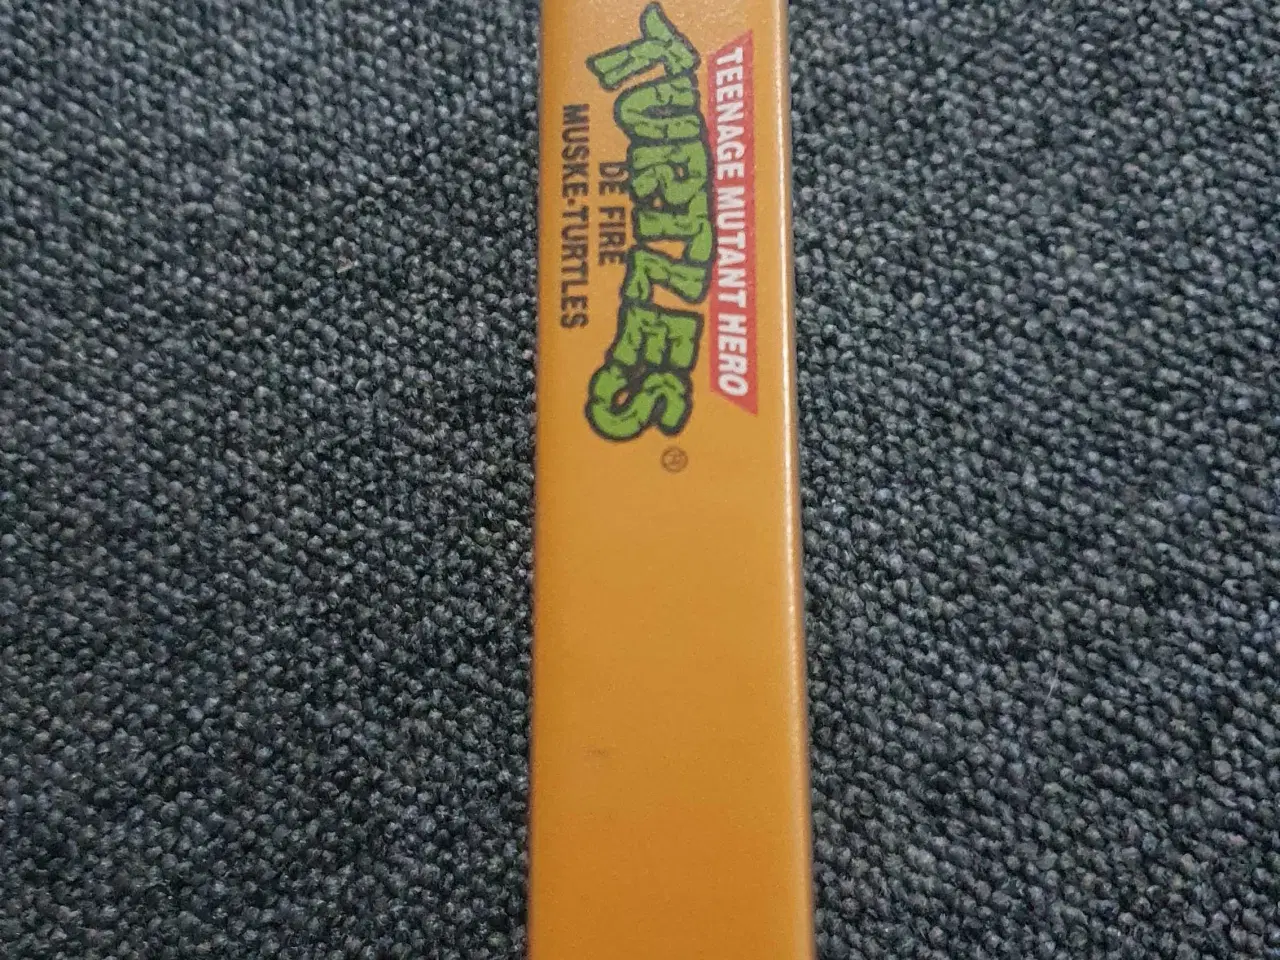 TEENAGE MUTANT HERO
TURTLES®
DE FIRE
MUSKE-TURTLES